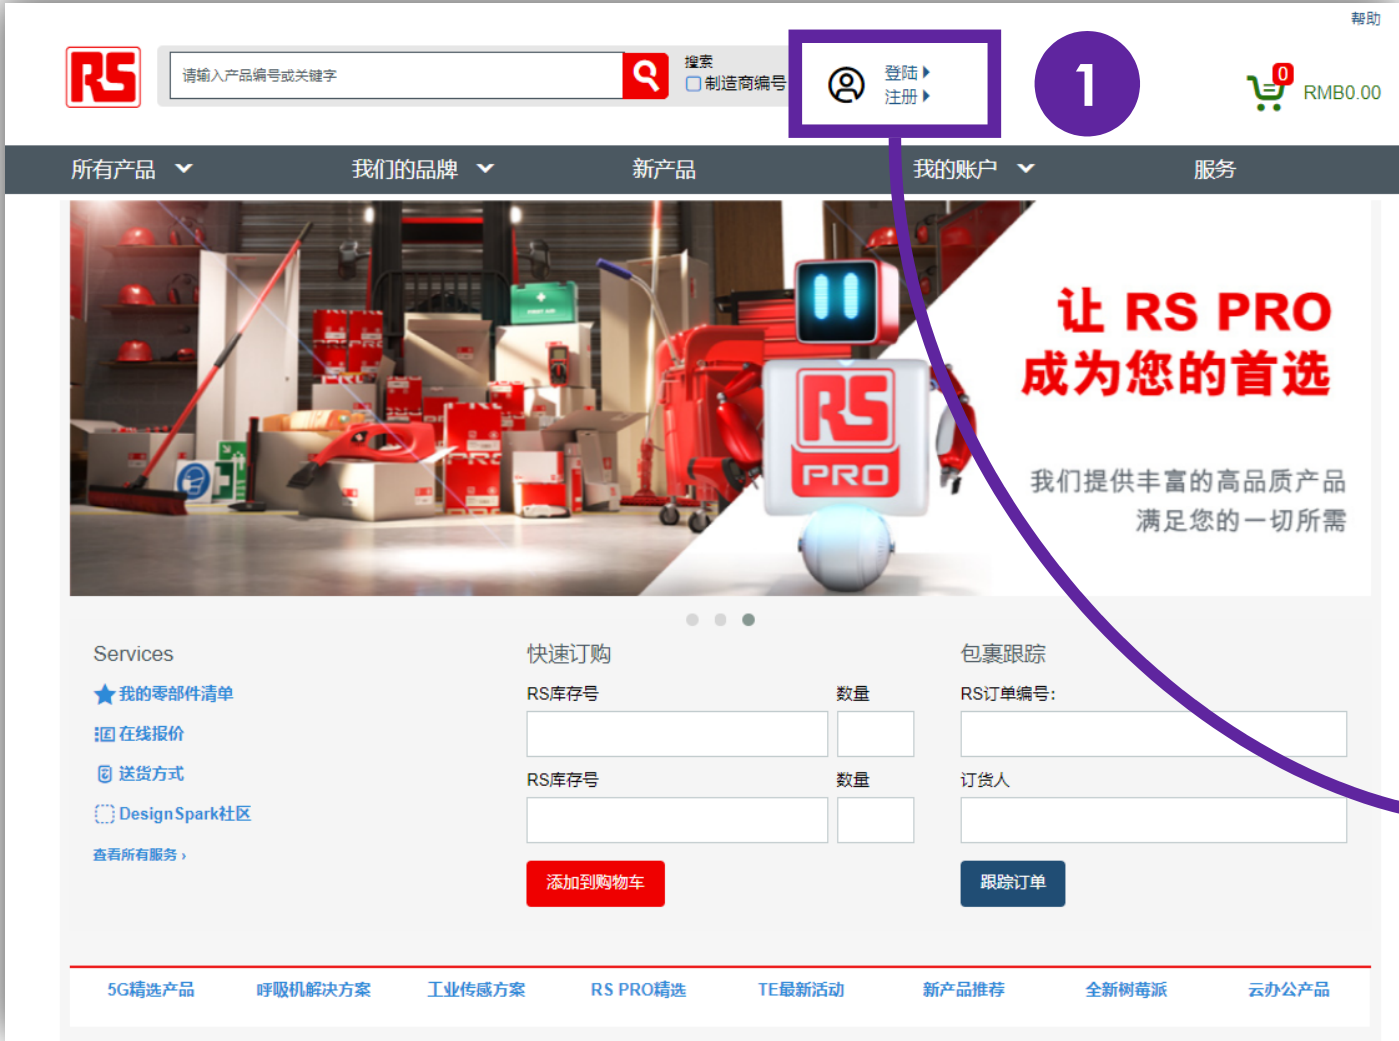 帮助
RS
请输入产品编号或关键字
搜索
制造商编号
登陆
注册
1
0
RMB0.00
所有产品
我们的品牌
新产品
我的账户
服务
FIRST AID
让 RS PRO
成为您的首选
RS
PRO
我们提供丰富的高品质产品
满足您的一切所需
Services
快速订购
包裹跟踪
我的零部件清单
RS库存号
数量
RS订单编号:
在线报价
送货方式
RS库存号
数量
订货人
DesignSpark社区
查看所有服务 ›
添加到购物车
跟踪订单
5G精选产品
呼吸机解决方案
工业传感方案
RS PRO精选
TE最新活动
新产品推荐
全新树莓派
云办公产品